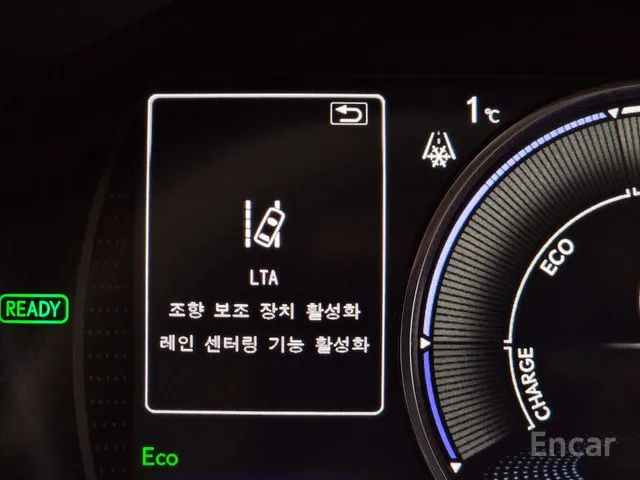 1℃
LTA
조향 보조 장치 활성화
레인 센터링 기능 활성화
READY
Eco
ECO
CHARGE
Encar